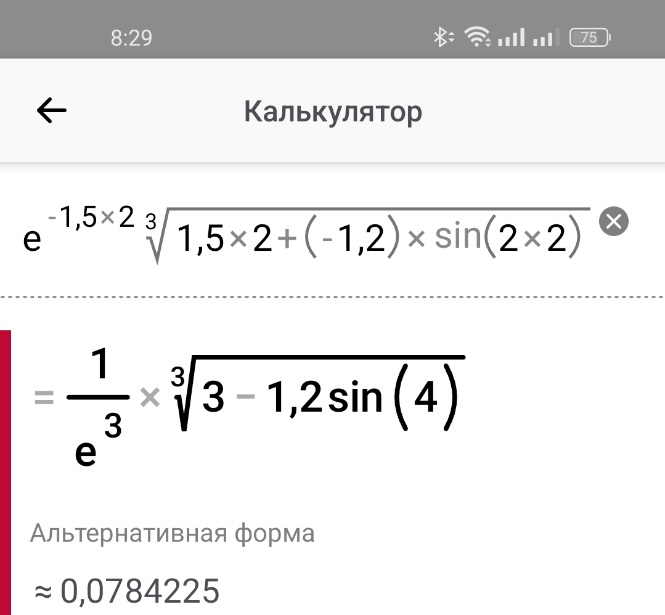 8:29 75
Калькулятор
e^-1,5×2 ∛1,5×2+(-1,2)×sin(2×2)
= 1/e^3 × ∛3-1,2sin(4)
Альтернативная форма
≈ 0,0784225